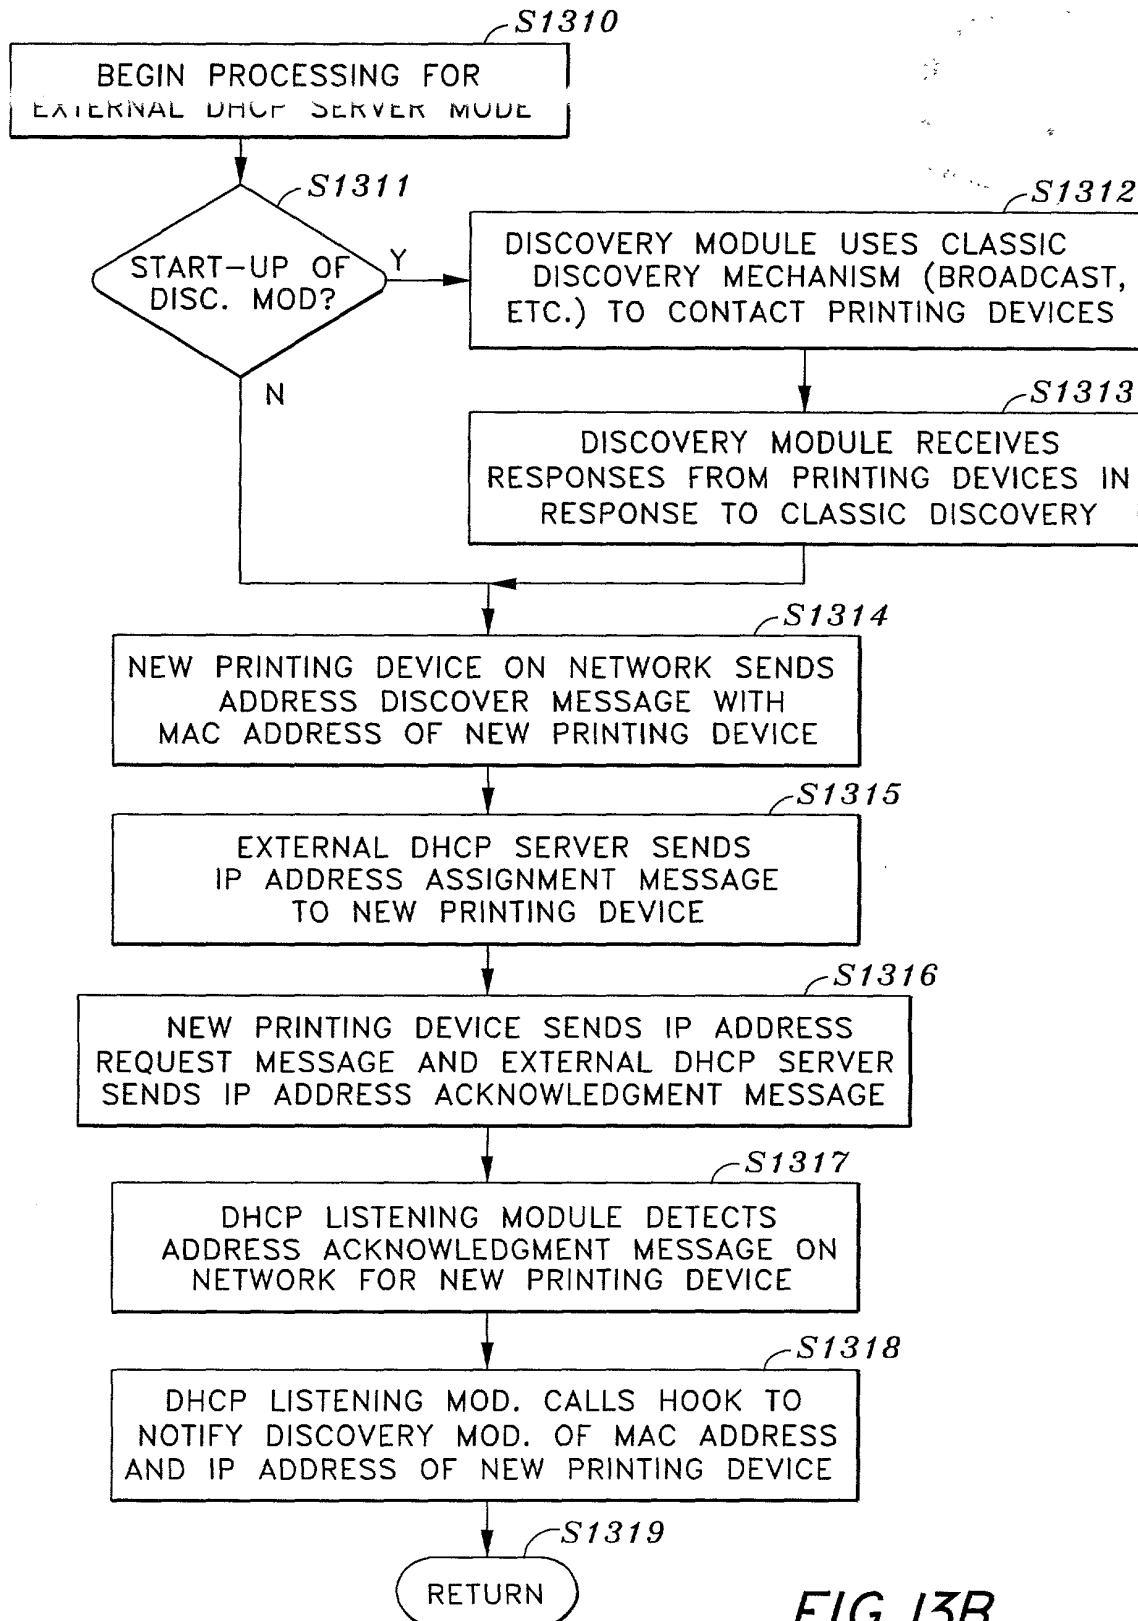 S1310
BEGIN PROCESSING FOR
EXTERNAL DHCP SERVER MODE
S1311
START-UP OF
DISC. MOD?
Y
N
S1312
DISCOVERY MODULE USES CLASSIC
DISCOVERY MECHANISM (BROADCAST,
ETC.) TO CONTACT PRINTING DEVICES
S1313
DISCOVERY MODULE RECEIVES
RESPONSES FROM PRINTING DEVICES IN
RESPONSE TO CLASSIC DISCOVERY
S1314
NEW PRINTING DEVICE ON NETWORK SENDS
ADDRESS DISCOVER MESSAGE WITH
MAC ADDRESS OF NEW PRINTING DEVICE
S1315
EXTERNAL DHCP SERVER SENDS
IP ADDRESS ASSIGNMENT MESSAGE
TO NEW PRINTING DEVICE
S1316
NEW PRINTING DEVICE SENDS IP ADDRESS
REQUEST MESSAGE AND EXTERNAL DHCP SERVER
SENDS IP ADDRESS ACKNOWLEDGMENT MESSAGE
S1317
DHCP LISTENING MODULE DETECTS
ADDRESS ACKNOWLEDGMENT MESSAGE ON
NETWORK FOR NEW PRINTING DEVICE
S1318
DHCP LISTENING MOD. CALLS HOOK TO
NOTIFY DISCOVERY MOD. OF MAC ADDRESS
AND IP ADDRESS OF NEW PRINTING DEVICE
S1319
RETURN
FIG. 13B